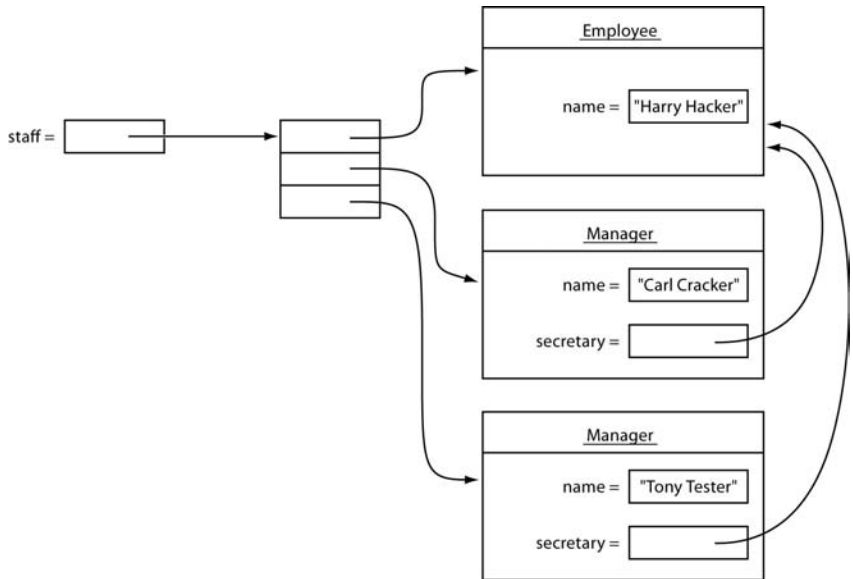 Employee
name = "Harry Hacker"
staff =
Manager
name = "Carl Cracker"
secretary =
Manager
name = "Tony Tester"
secretary =